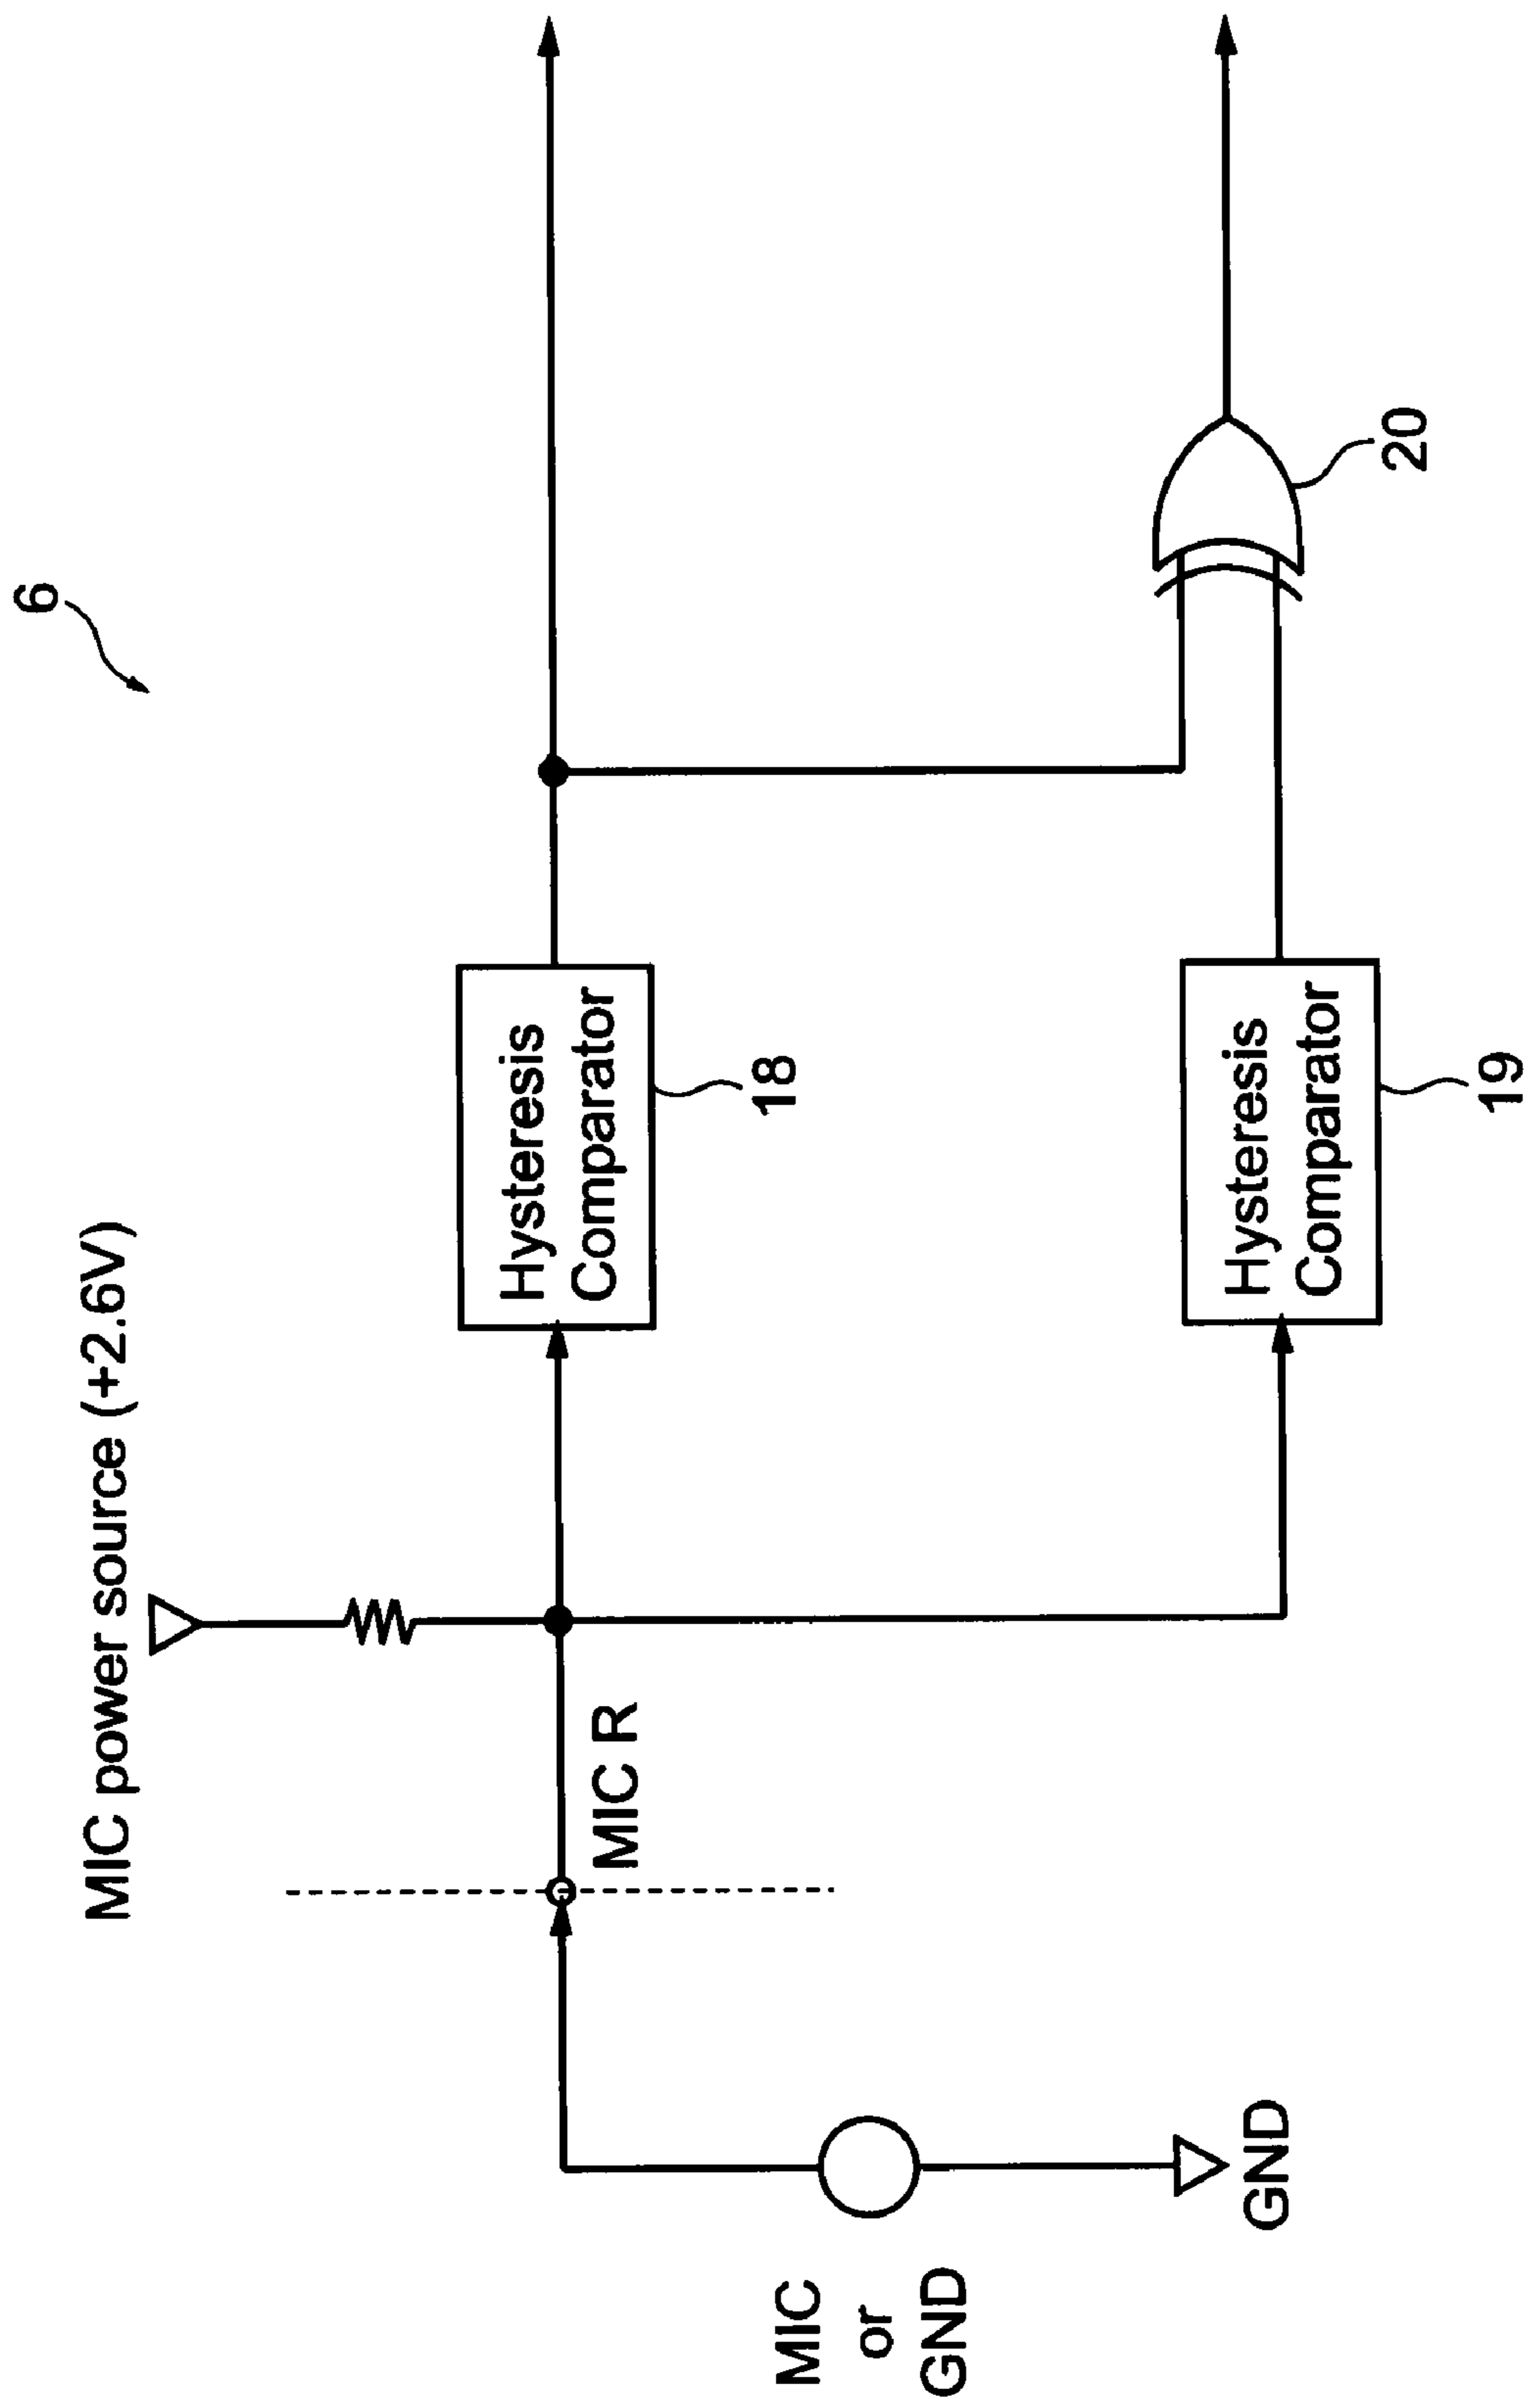 6
MIC power source (+2.6V)
MIC R
Hysteresis
Comparator
18
Hysteresis
Comparator
19
20
MIC
or
GND
GND